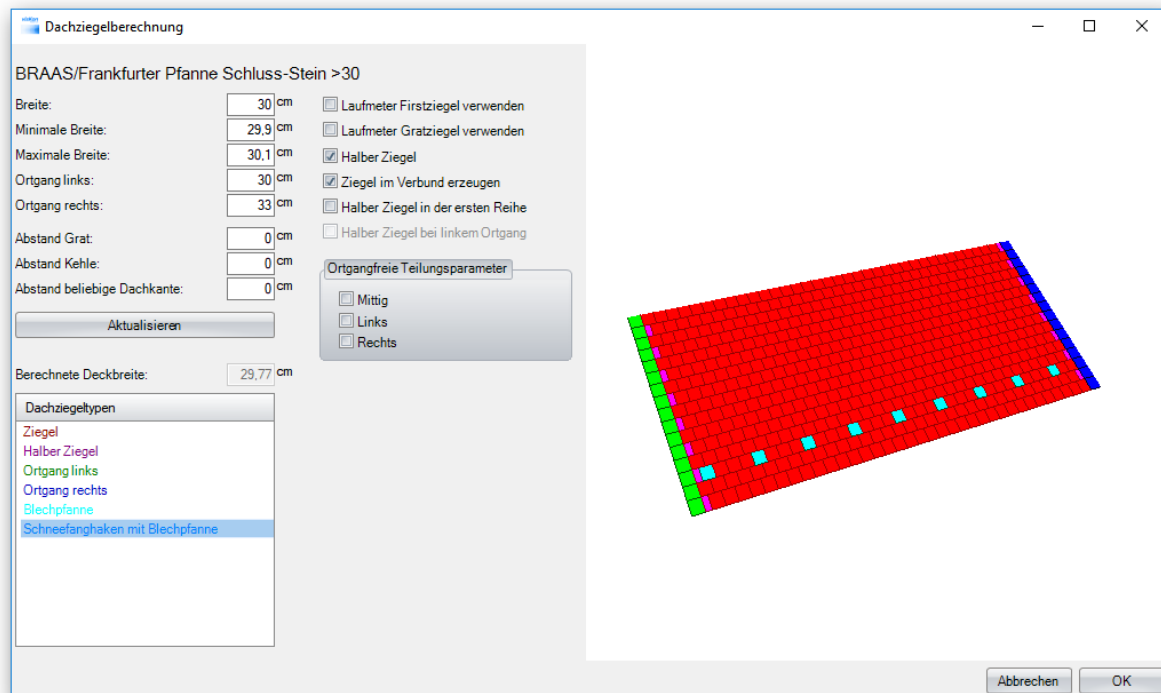 Dachziegelberechnung
BRAAS/Frankfurter Pfanne Schluss-Stein >30
Breite: 30 cm
Minimale Breite: 29,9 cm
Maximale Breite: 30,1 cm
Ortgang links: 30 cm
Ortgang rechts: 33 cm
Abstand Grat: 0 cm
Abstand Kehle: 0 cm
Abstand beliebige Dachkante: 0 cm
Aktualisieren
Berechnete Deckbreite: 29,77 cm
Dachziegeltypen
Ziegel
Halber Ziegel
Ortgang links
Ortgang rechts
Blechpfanne
Schneefanghaken mit Blechpfanne
Laufmeter Firstziegel verwenden
Laufmeter Gratziegel verwenden
Halber Ziegel
Ziegel im Verbund erzeugen
Halber Ziegel in der ersten Reihe
Halber Ziegel bei linkem Ortgang
Ortgangfreie Teilungsparameter
Mittig
Links
Rechts
Abbrechen
OK